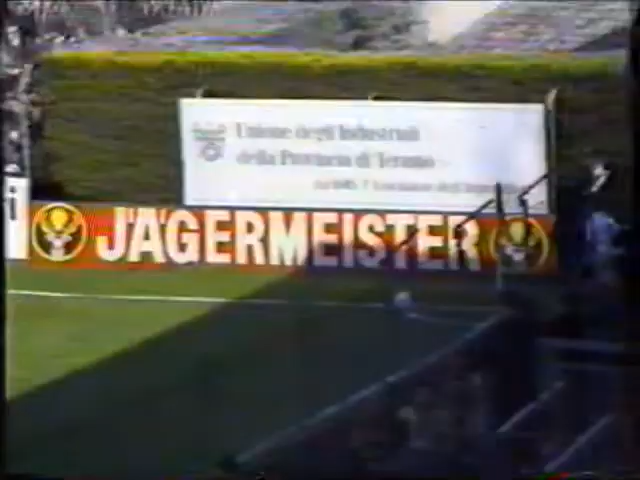 Unione degli Industriali
della Provincia di Teramo
i
JÄGERMEISTER